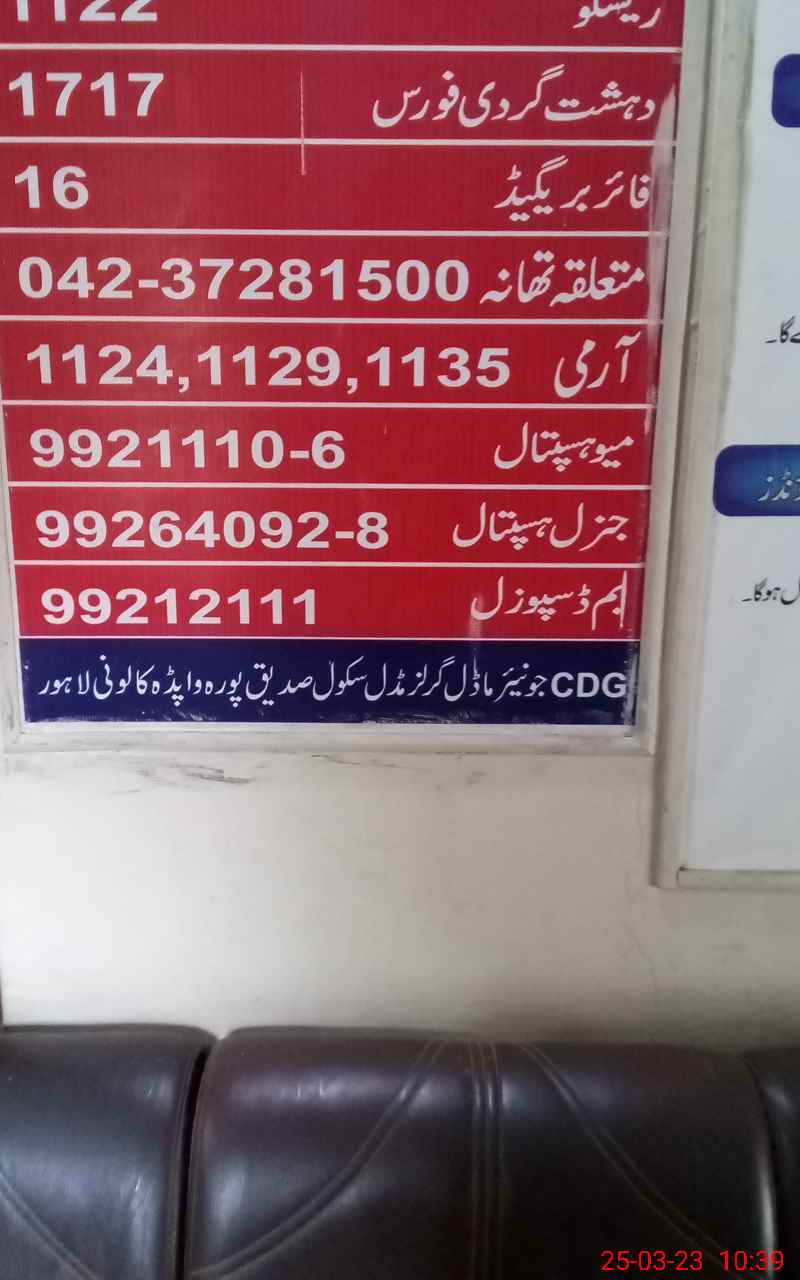 ریسکیو 1122
دہشت گردی فورس 1717
فائر بریگیڈ 16
متعلقہ تھانہ 042-37281500
آرمی 1124,1129,1135
میو ہسپتال 9921110-6
جنرل ہسپتال 99264092-8
بم ڈسپوزل 99212111
CDG جونیئر ماڈل گرلز مڈل سکول صدیق پورہ واپڈہ کالونی لاہور
25-03-23 10:39